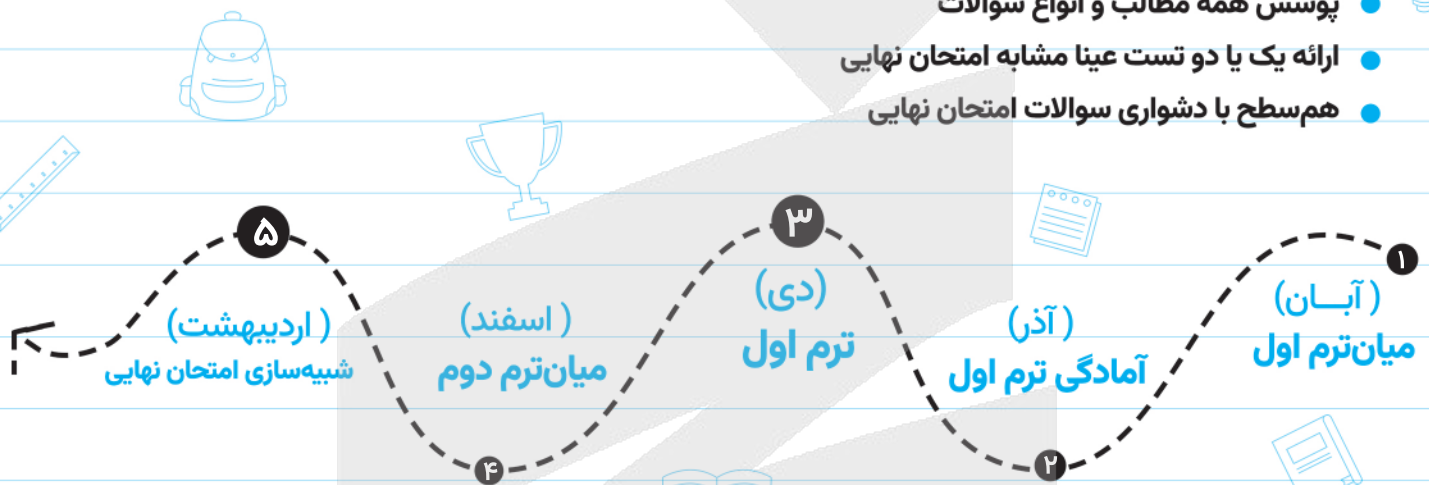 پوشش همه مطالب و انواع سوالات
ارائه یک یا دو تست عینا مشابه امتحان نهایی
هم‌سطح با دشواری سوالات امتحان نهایی
۱
( آبــان)
میان‌ترم اول
۲
( آذر)
آمادگی ترم اول
۳
(دی)
ترم اول
۴
( اسفند)
میان‌ترم دوم
۵
( اردیبهشت)
شبیه‌سازی امتحان نهایی